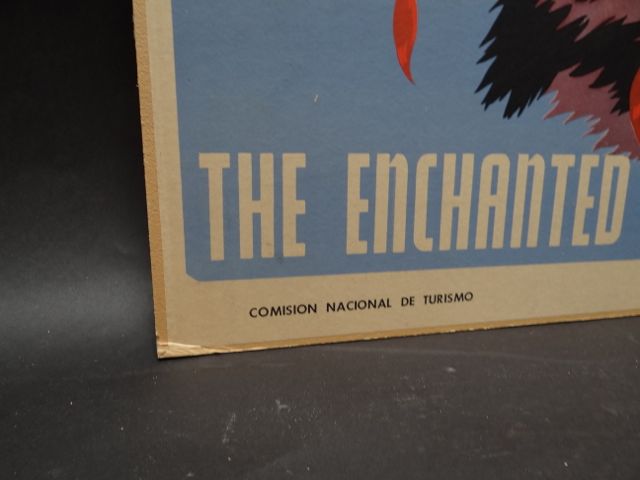 THE ENCHANTED
COMISION NACIONAL DE TURISMO